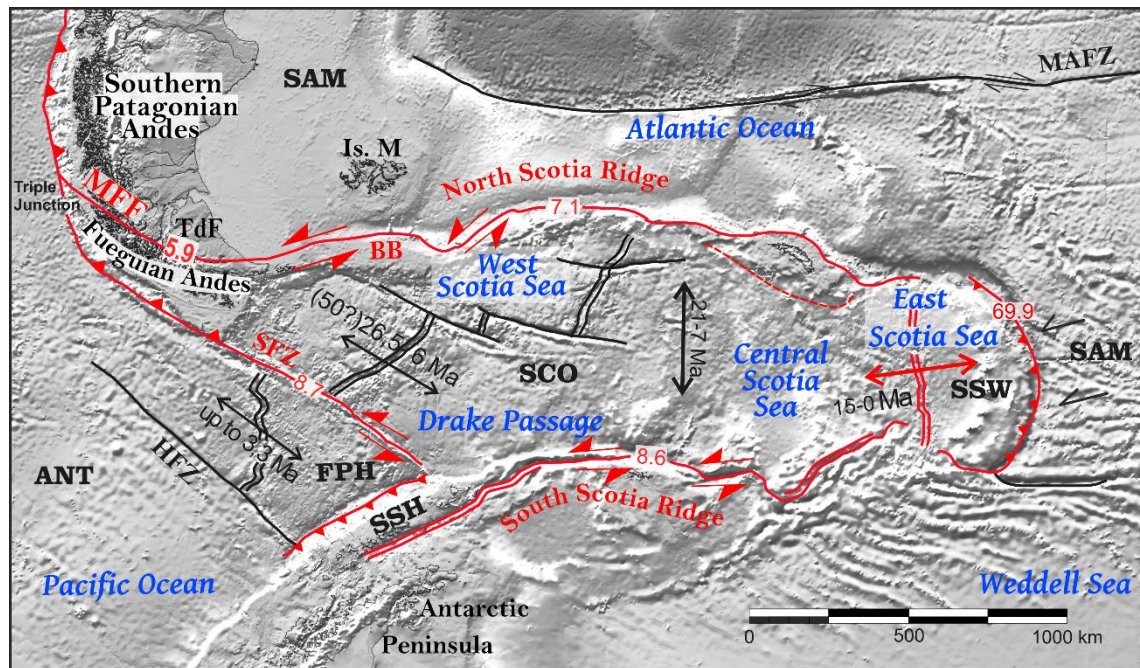 Southern
Patagonian
Andes
SAM
MAFZ
Atlantic Ocean
Is. M
North Scotia Ridge
7.1
Triple
Junction
MFF
TdF
5.9
Fueguian Andes
BB
West
Scotia Sea
East
Scotia Sea
69.9
SAM
(50?)26.5-6 Ma
21-7 Ma
SFZ
8.7
SCO
Central
Scotia
Sea
SSW
15-0 Ma
Drake Passage
up to 3.3 Ma
HFZ
ANT
FPH
8.6
SSH
South Scotia Ridge
Pacific Ocean
Weddell Sea
Antarctic
Peninsula
0 500 1000 km